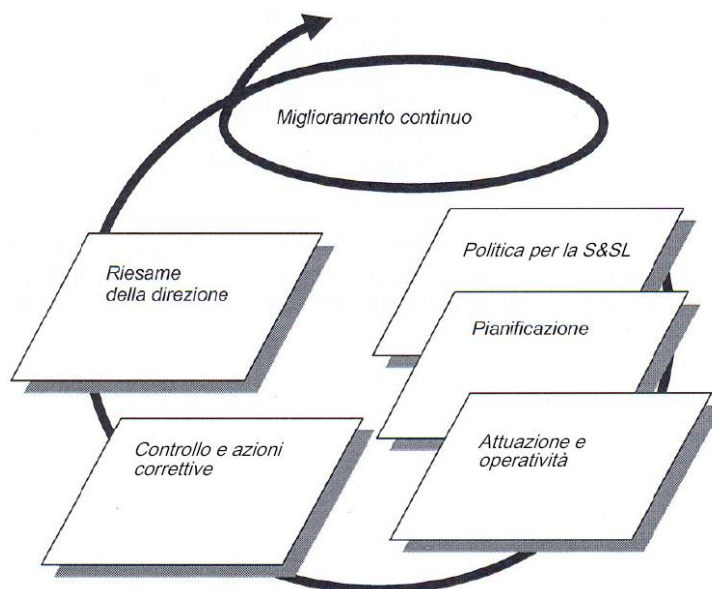 Miglioramento continuo
Politica per la S&SL
Pianificazione
Attuazione e
operatività
Controllo e azioni
correttive
Riesame
della direzione